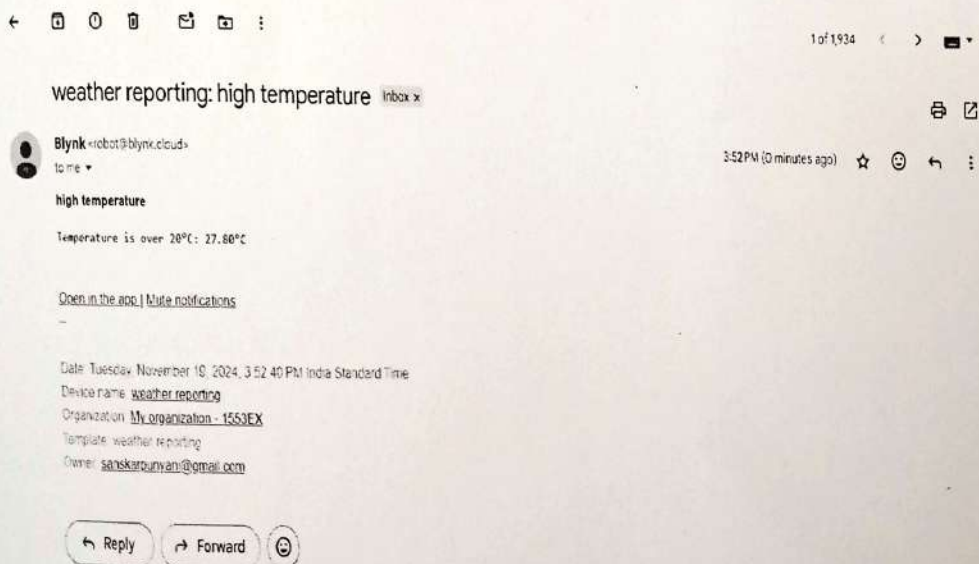 1 of 1,934
weather reporting: high temperature Inbox x
Blynk <robot@blynk.cloud>
3:52 PM (0 minutes ago)
to me
high temperature
Temperature is over 20°C: 27.80°C
Open in the app | Mute notifications
--
Date: Tuesday, November 19, 2024, 3:52:40 PM India Standard Time
Device name: weather reporting
Organization: My organization - 1553EX
Template: weather reporting
Owner: sanskarpunyani@gmail.com
Reply
Forward